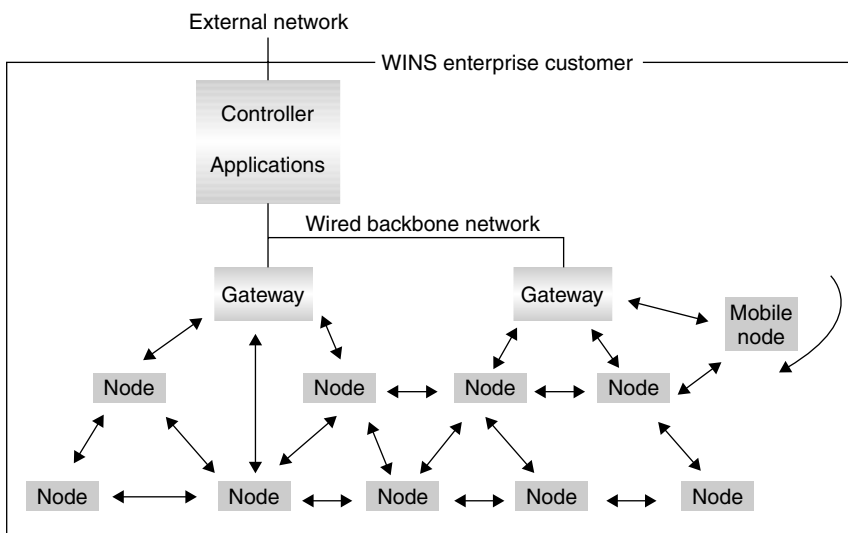 External network
WINS enterprise customer
Controller
Applications
Wired backbone network
Gateway
Gateway
Mobile
node
Node
Node
Node
Node
Node
Node
Node
Node
Node